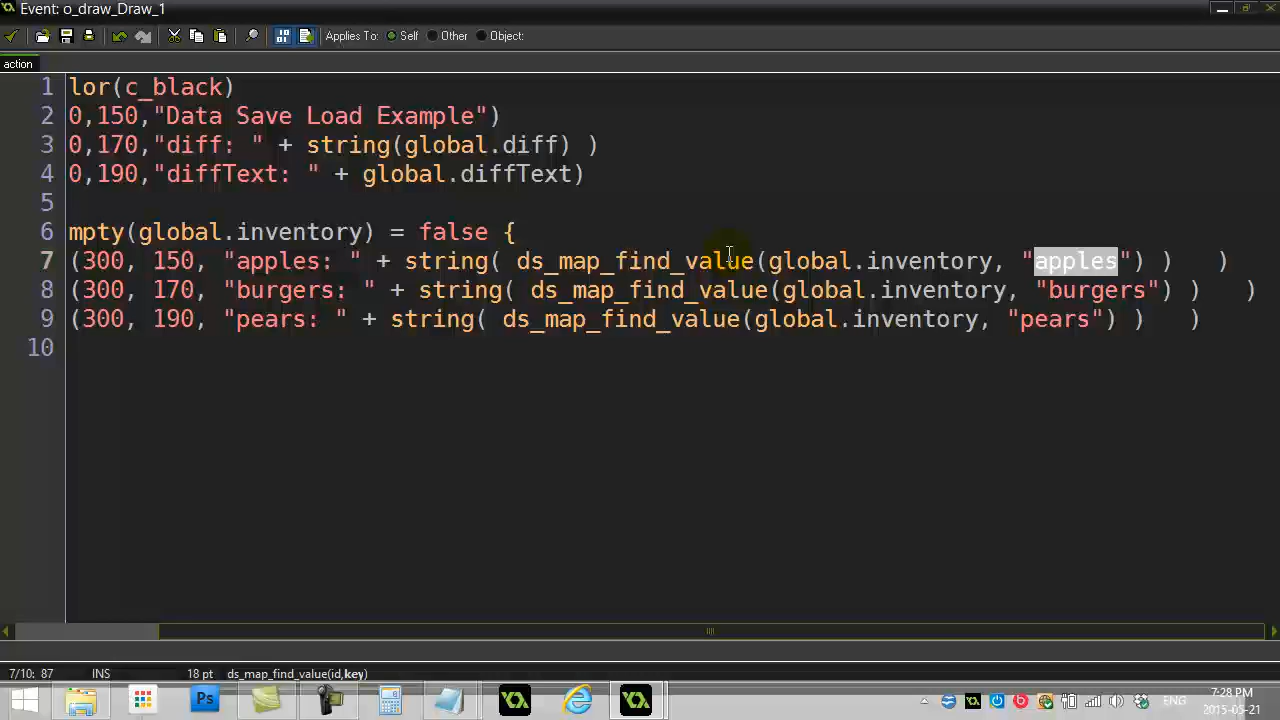 Event: o_draw_Draw_1
Applies To: Self Other Object:
action
1 lor(c_black)
2 0,150,"Data Save Load Example")
3 0,170,"diff: " + string(global.diff) )
4 0,190,"diffText: " + global.diffText)
5
6 mpty(global.inventory) = false {
7 (300, 150, "apples: " + string( ds_map_find_value(global.inventory, "apples") ) )
8 (300, 170, "burgers: " + string( ds_map_find_value(global.inventory, "burgers") ) )
9 (300, 190, "pears: " + string( ds_map_find_value(global.inventory, "pears") ) )
10
7/10: 87 INS 18 pt ds_map_find_value(id,key)
Ps
ENG
7:28 PM
2015-05-21